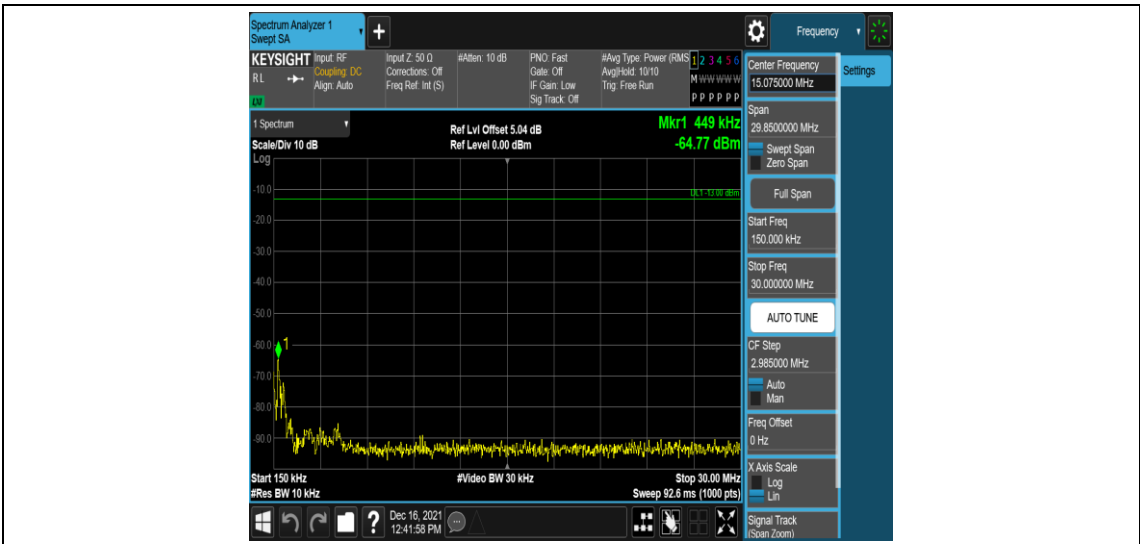 Spectrum Analyzer 1
Swept SA
+
Frequency
KEYSIGHT
RL
LXI
Input: RF
Coupling: DC
Align: Auto
Input Z: 50 Ω
Corrections: Off
Freq Ref: Int (S)
#Atten: 10 dB
PNO: Fast
Gate: Off
IF Gain: Low
Sig Track: Off
#Avg Type: Power (RMS
Avg|Hold: 10/10
Trig: Free Run
1 2 3 4 5 6
M W W W W W
P P P P P P
1 Spectrum
Scale/Div 10 dB
Log
Ref Lvl Offset 5.04 dB
Ref Level 0.00 dBm
Mkr1 449 kHz
-64.77 dBm
DL1 -13.00 dBm
-10.0
-20.0
-30.0
-40.0
-50.0
-60.0
1
-70.0
-80.0
-90.0
Start 150 kHz
#Res BW 10 kHz
#Video BW 30 kHz
Stop 30.00 MHz
Sweep 92.6 ms (1000 pts)
?
Dec 16, 2021
12:41:58 PM
Center Frequency
15.075000 MHz
Settings
Span
29.8500000 MHz
Swept Span
Zero Span
Full Span
Start Freq
150.000 kHz
Stop Freq
30.000000 MHz
AUTO TUNE
CF Step
2.985000 MHz
Auto
Man
Freq Offset
0 Hz
X Axis Scale
Log
Lin
Signal Track
(Span Zoom)